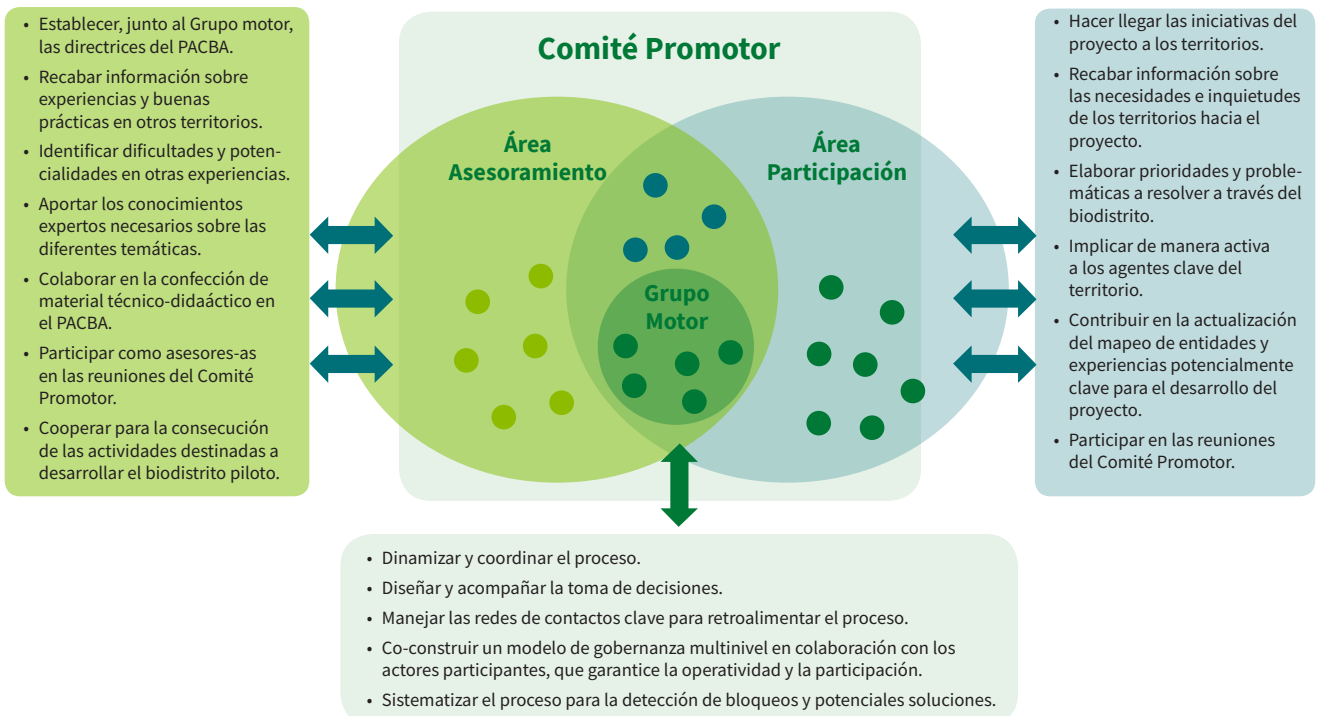 • Establecer, junto al Grupo motor,
las directrices del PACBA.
• Recabar información sobre
experiencias y buenas
prácticas en otros territorios.
• Identificar dificultades y poten-
cialidades en otras experiencias.
• Aportar los conocimientos
expertos necesarios sobre las
diferentes temáticas.
• Colaborar en la confección de
material técnico-didaáctico en
el PACBA.
• Participar como asesores-as
en las reuniones del Comité
Promotor.
• Cooperar para la consecución
de las actividades destinadas a
desarrollar el biodistrito piloto.
Comité Promotor
Área
Asesoramiento
Área
Participación
Grupo
Motor
• Hacer llegar las iniciativas del
proyecto a los territorios.
• Recabar información sobre
las necesidades e inquietudes
de los territorios hacia el
proyecto.
• Elaborar prioridades y proble-
máticas a resolver a través del
biodistrito.
• Implicar de manera activa
a los agentes clave del
territorio.
• Contribuir en la actualización
del mapeo de entidades y
experiencias potencialmente
clave para el desarrollo del
proyecto.
• Participar en las reuniones
del Comité Promotor.
• Dinamizar y coordinar el proceso.
• Diseñar y acompañar la toma de decisiones.
• Manejar las redes de contactos clave para retroalimentar el proceso.
• Co-construir un modelo de gobernanza multinivel en colaboración con los
actores participantes, que garantice la operatividad y la participación.
• Sistematizar el proceso para la detección de bloqueos y potenciales soluciones.